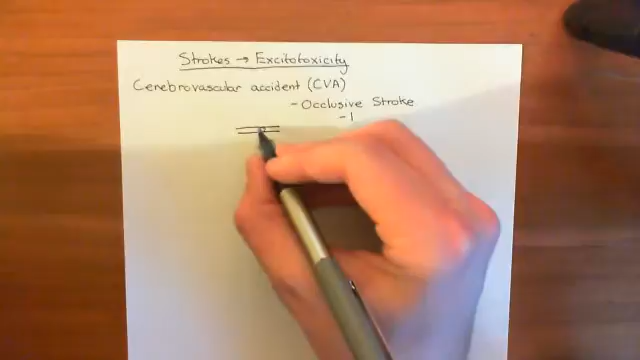 Strokes → Excitotoxicity
Cerebrovascular accident (CVA)
- Occlusive Stroke
- 1